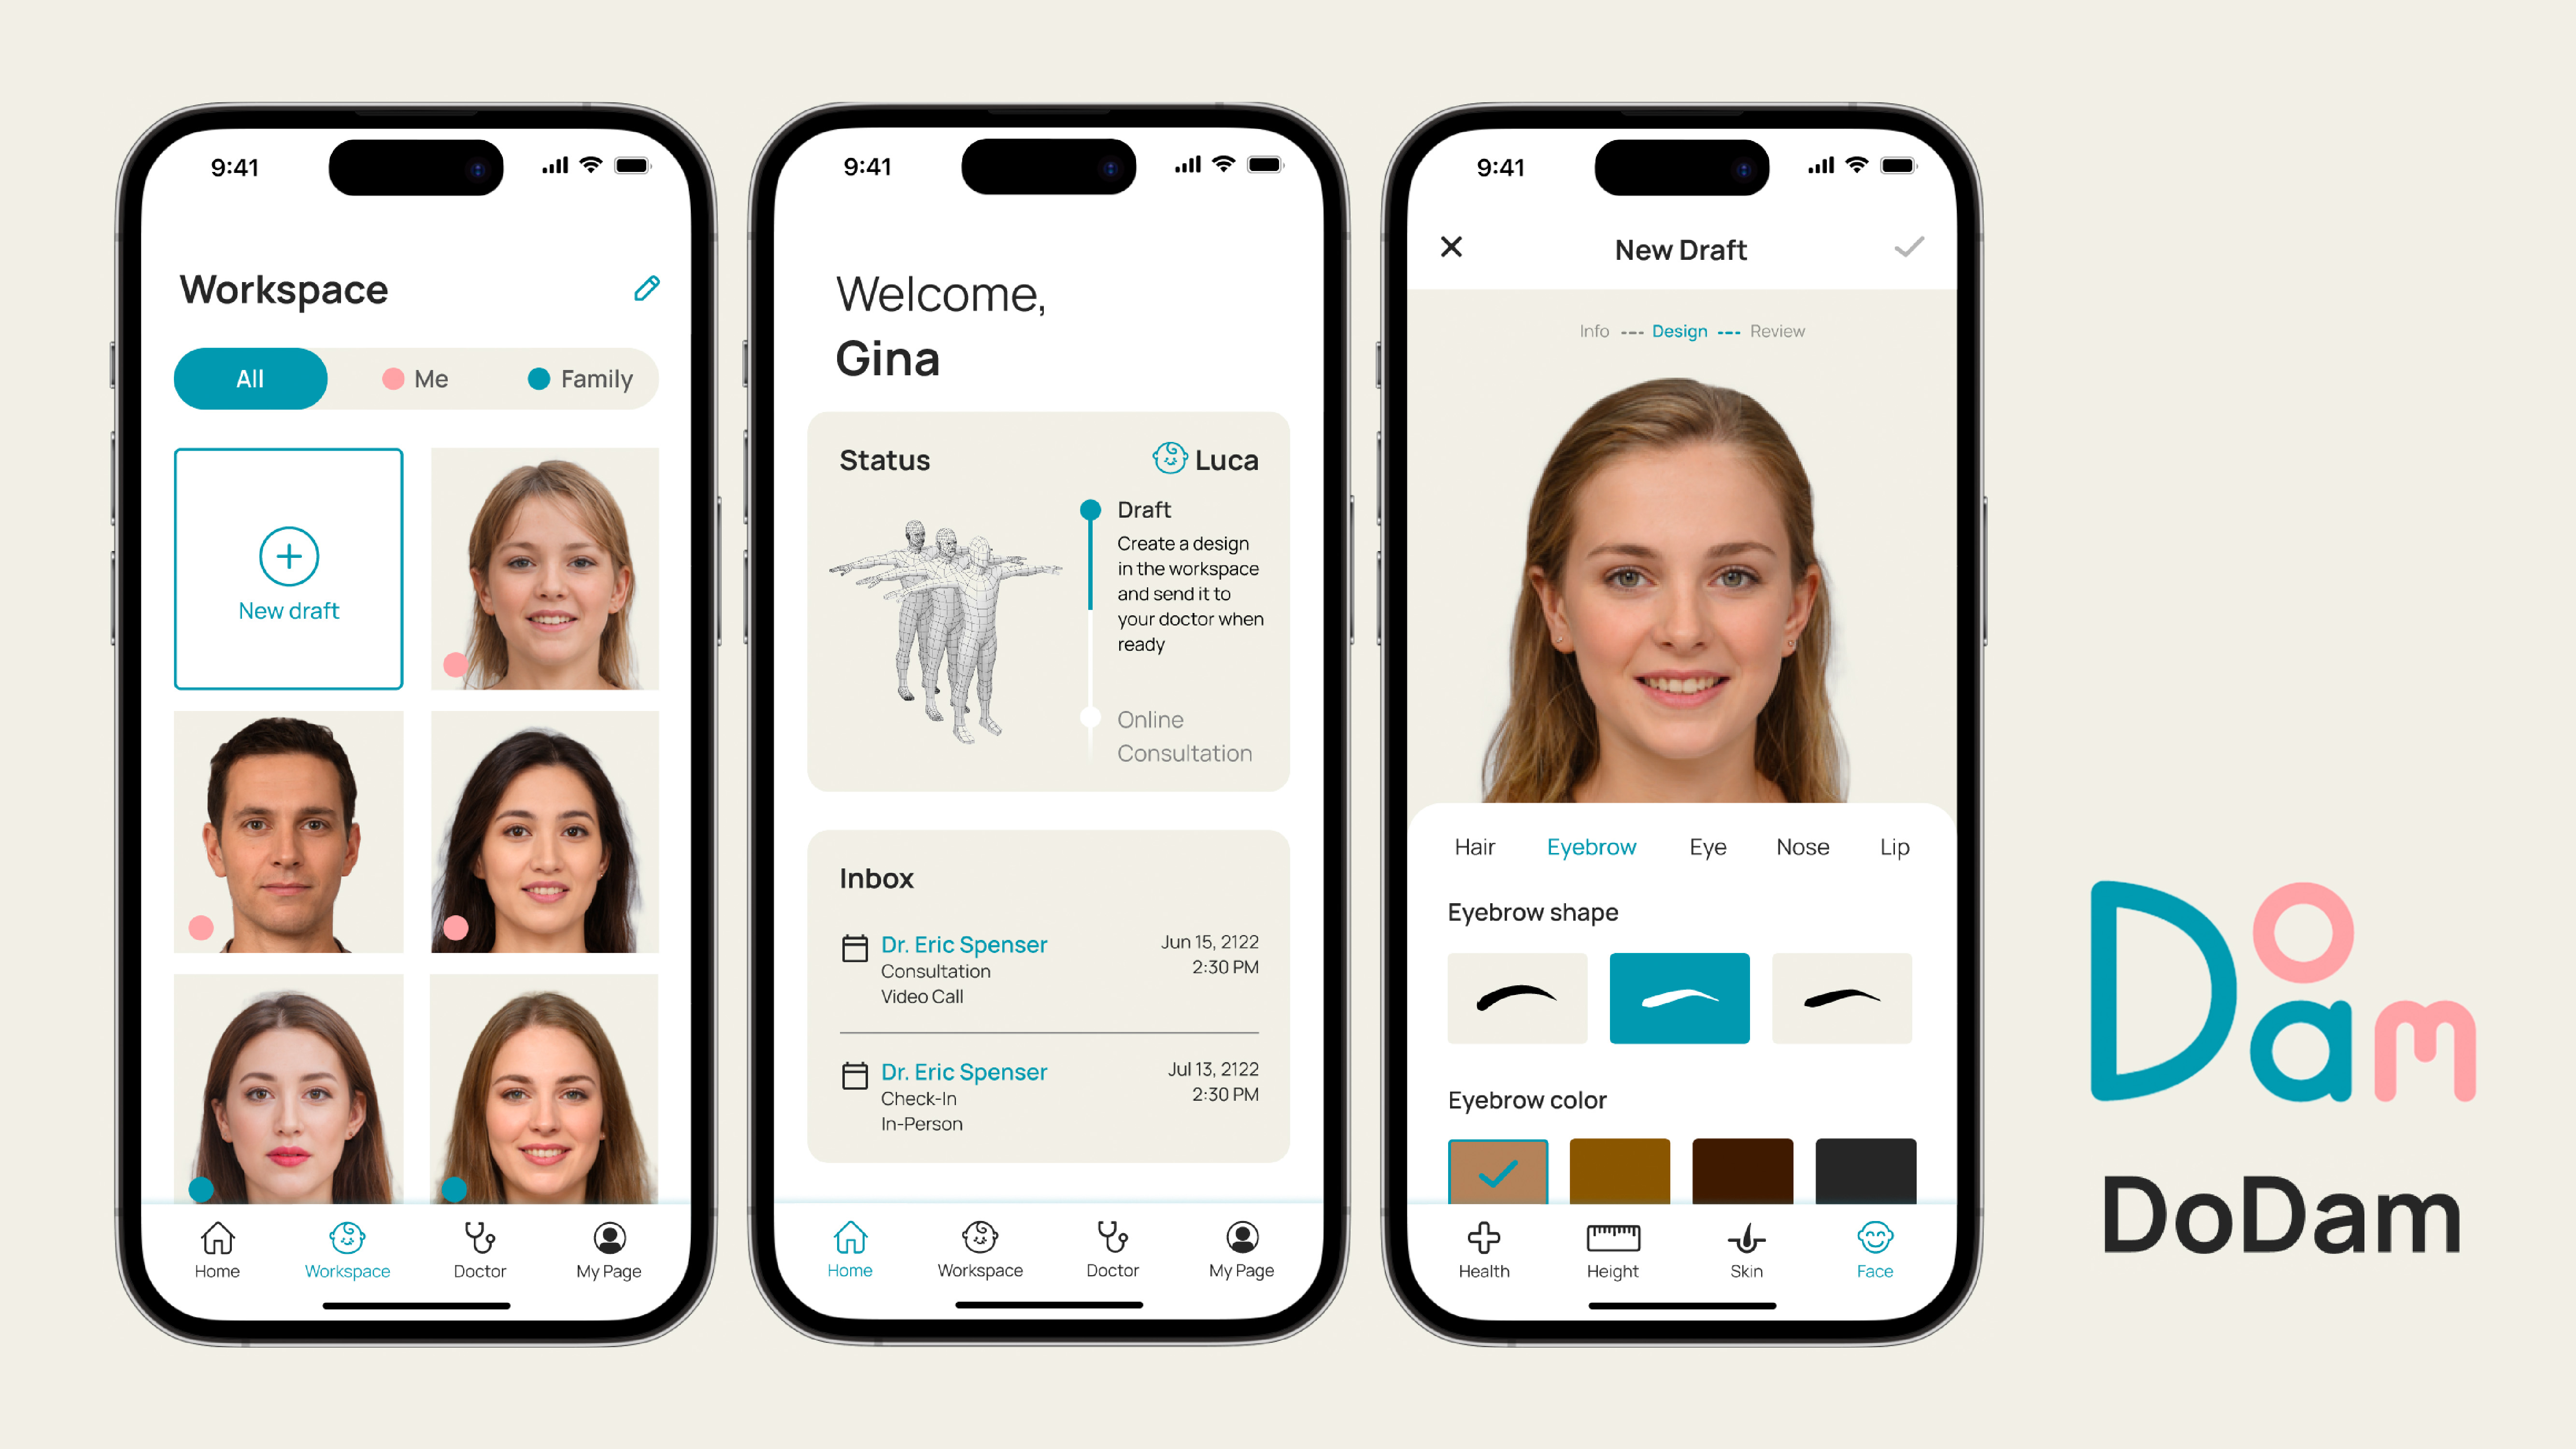 9:41
Workspace
All
Me
Family
New draft
Home
Workspace
Doctor
My Page
9:41
Welcome,
Gina
Status
Luca
Draft
Create a design
in the workspace
and send it to
your doctor when
ready
Online
Consultation
Inbox
Dr. Eric Spenser
Jun 15, 2122
Consultation
2:30 PM
Video Call
Dr. Eric Spenser
Jul 13, 2122
Check-In
2:30 PM
In-Person
Home
Workspace
Doctor
My Page
9:41
New Draft
Info --- Design --- Review
Hair
Eyebrow
Eye
Nose
Lip
Eyebrow shape
Eyebrow color
Health
Height
Skin
Face
Do
am
DoDam